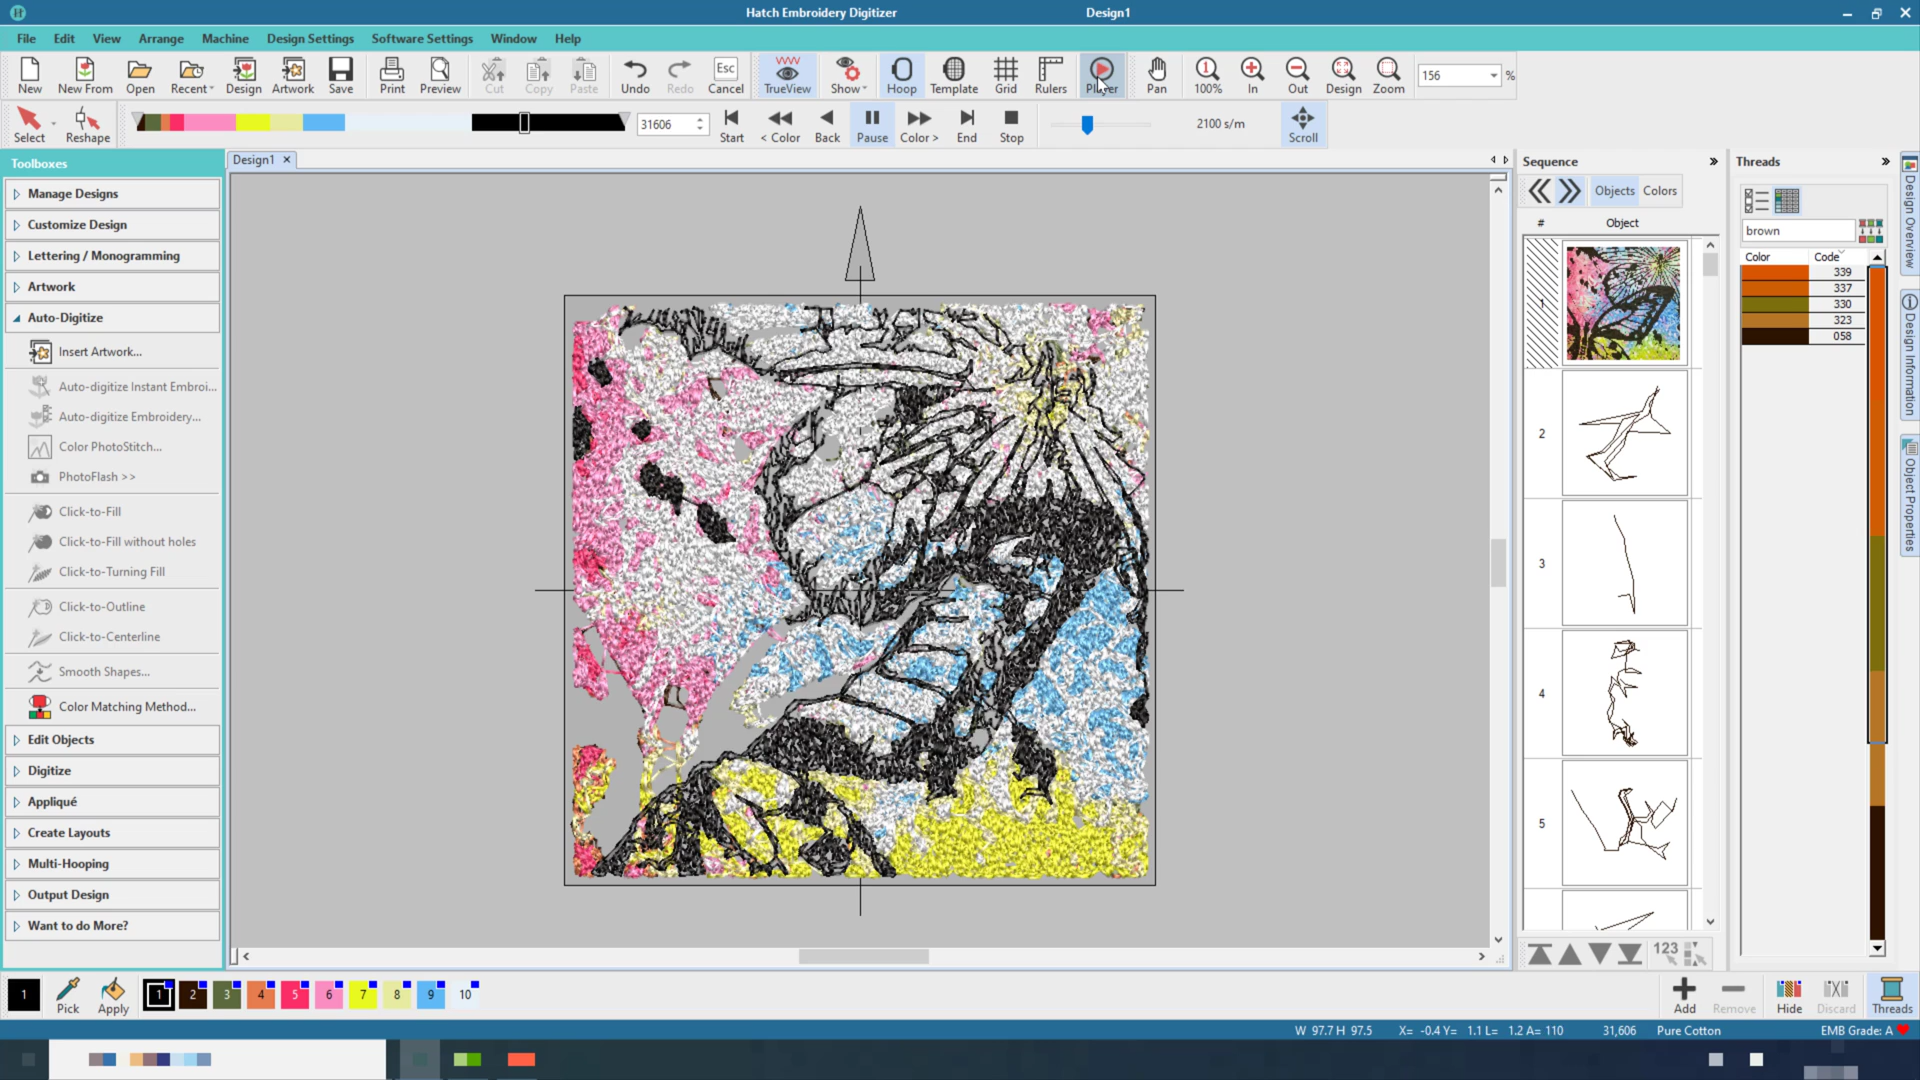 Hatch Embroidery Digitizer Design1
File Edit View Arrange Machine Design Settings Software Settings Window Help
New New From Open Recent Design Artwork Save Print Preview Cut Copy Paste Undo Redo Esc Cancel TrueView Show Hoop Template Grid Rulers Player Pan 1 100% In Out Design Zoom 156 %
Select Reshape 31606 Start < Color Back Pause Color > End Stop 2100 s/m Scroll
Toolboxes
Manage Designs
Customize Design
Lettering / Monogramming
Artwork
Auto-Digitize
Insert Artwork...
Auto-digitize Instant Embroi...
Auto-digitize Embroidery...
Color PhotoStitch...
PhotoFlash >>
Click-to-Fill
Click-to-Fill without holes
Click-to-Turning Fill
Click-to-Outline
Click-to-Centerline
Smooth Shapes...
Color Matching Method...
Edit Objects
Digitize
Appliqué
Create Layouts
Multi-Hooping
Output Design
Want to do More?
Design1
Sequence
Objects Colors
# Object
1
2
3
4
5
123
Threads
brown
Color Code
339
337
330
323
058
Design Overview
Design Information
Object Properties
1 Pick Apply 1 2 3 4 5 6 7 8 9 10
Add Remove Hide Discard Threads
W 97.7 H 97.5 X= -0.4 Y= 1.1 L= 1.2 A= 110 31,606 Pure Cotton EMB Grade: A